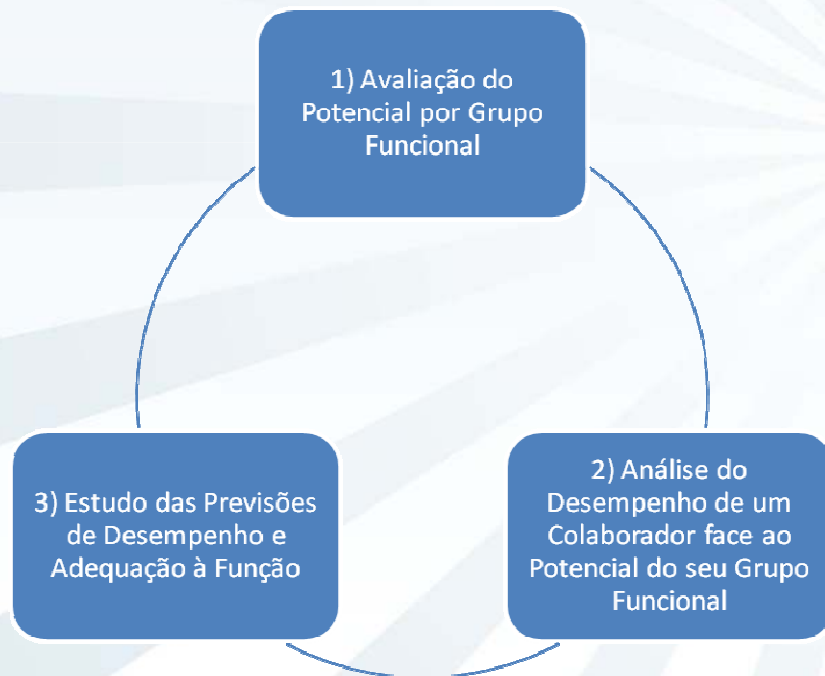 1) Avaliação do
Potencial por Grupo
Funcional
2) Análise do
Desempenho de um
Colaborador face ao
Potencial do seu Grupo
Funcional
3) Estudo das Previsões
de Desempenho e
Adequação à Função